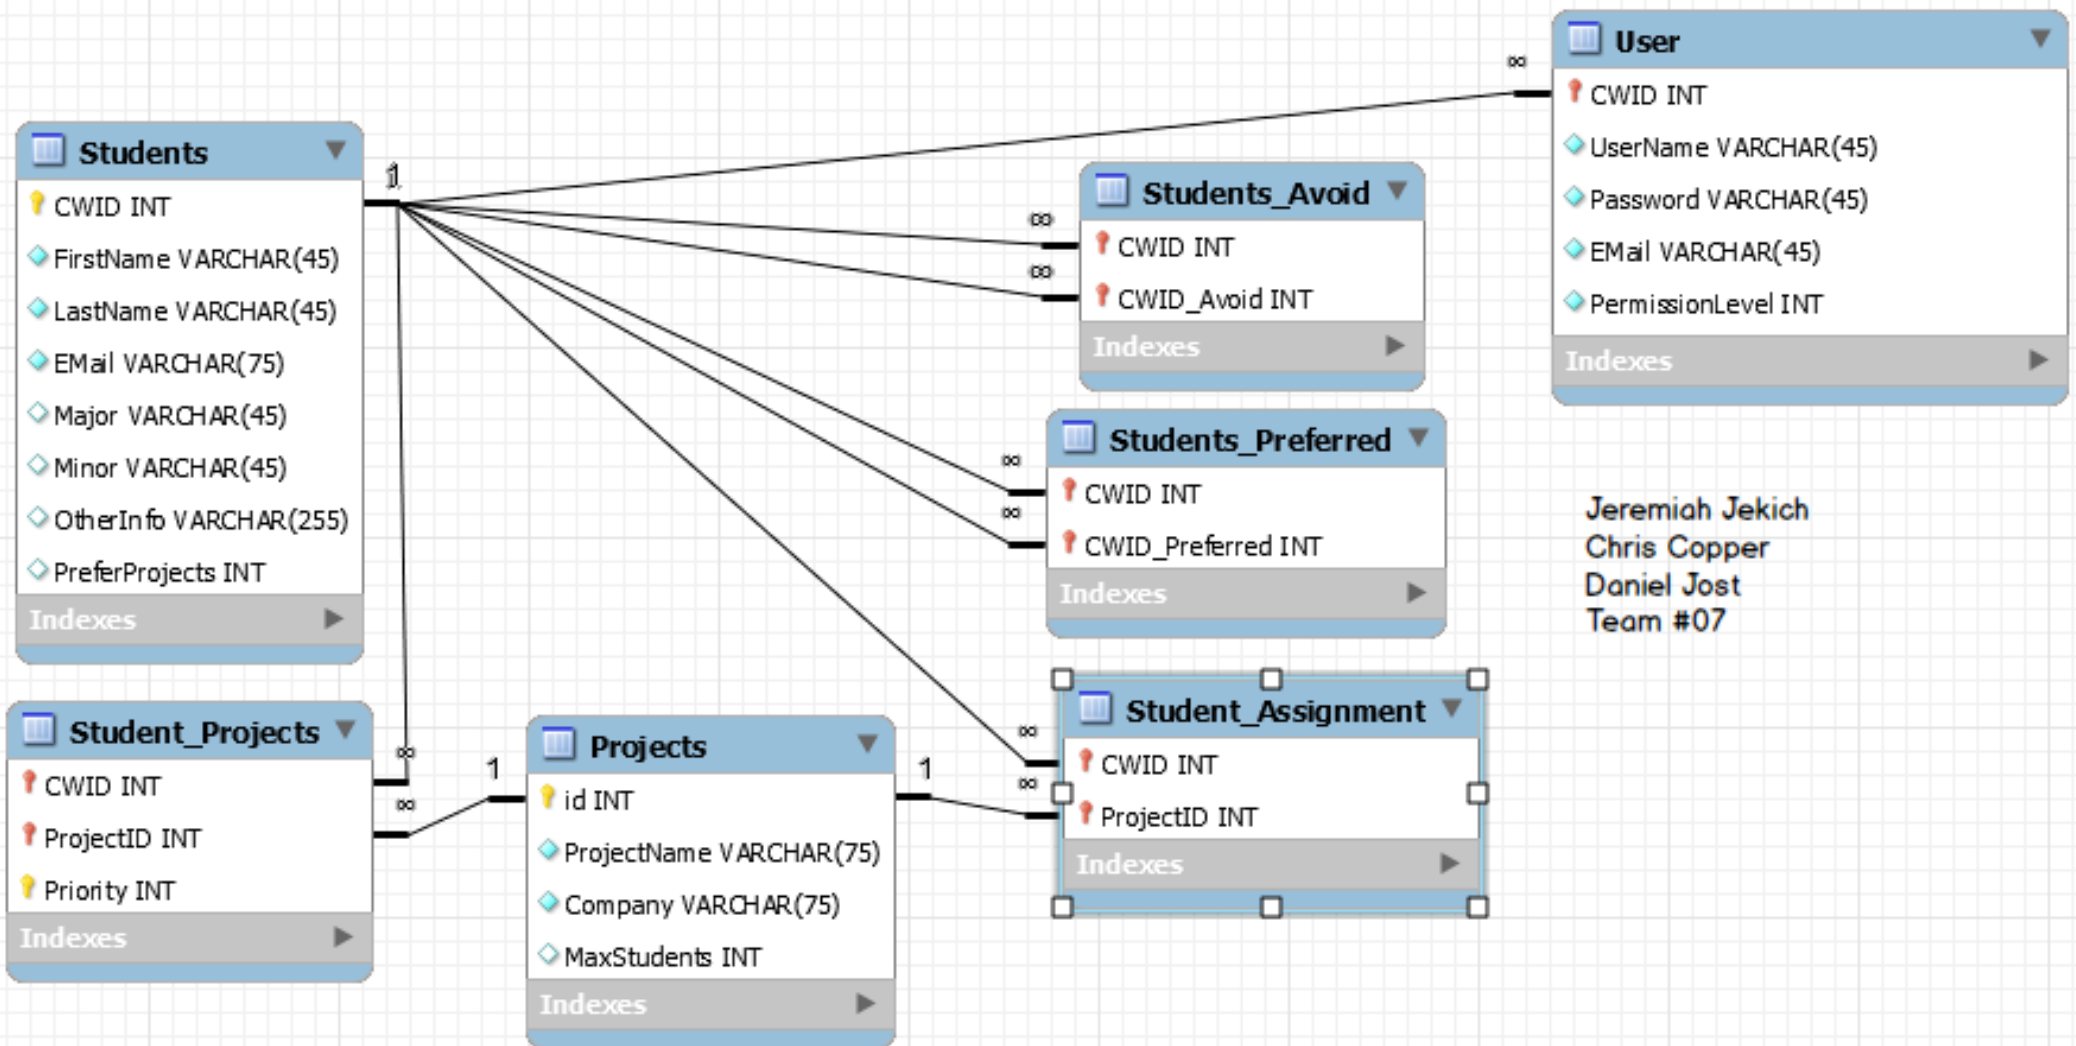 Students
CWID INT
FirstName VARCHAR(45)
LastName VARCHAR(45)
EMail VARCHAR(75)
Major VARCHAR(45)
Minor VARCHAR(45)
OtherInfo VARCHAR(255)
PreferProjects INT
Indexes
1
∞
User
CWID INT
UserName VARCHAR(45)
Password VARCHAR(45)
EMail VARCHAR(45)
PermissionLevel INT
Indexes
∞
∞
Students_Avoid
CWID INT
CWID_Avoid INT
Indexes
∞
∞
Students_Preferred
CWID INT
CWID_Preferred INT
Indexes
Jeremiah Jekich
Chris Copper
Daniel Jost
Team #07
Student_Projects
CWID INT
ProjectID INT
Priority INT
Indexes
∞
∞
1
Projects
id INT
ProjectName VARCHAR(75)
Company VARCHAR(75)
MaxStudents INT
Indexes
1
∞
∞
Student_Assignment
CWID INT
ProjectID INT
Indexes